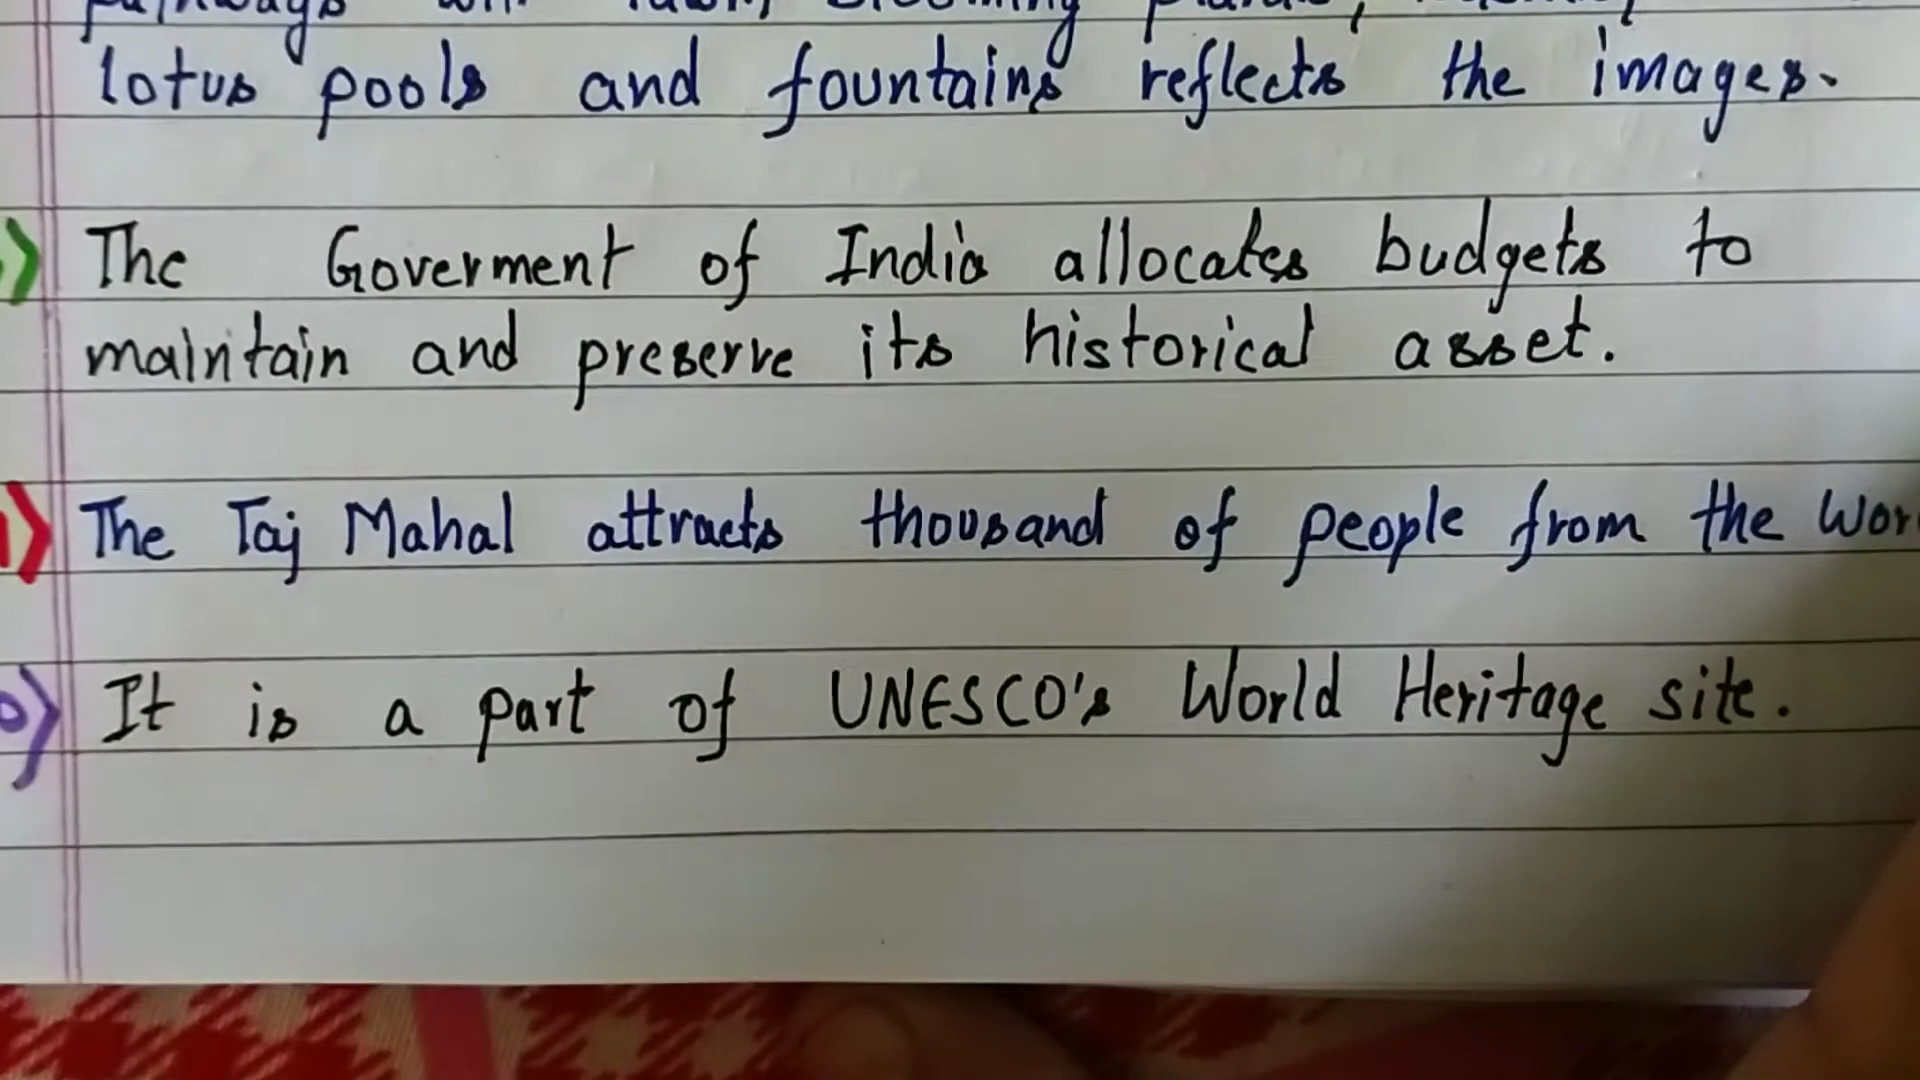 lotus pools and fountains reflects the images.
) The Goverment of India allocates budgets to
maintain and preserve its historical asset.
) The Taj Mahal attracts thousand of people from the
) It is a part of UNESCO's World Heritage site.